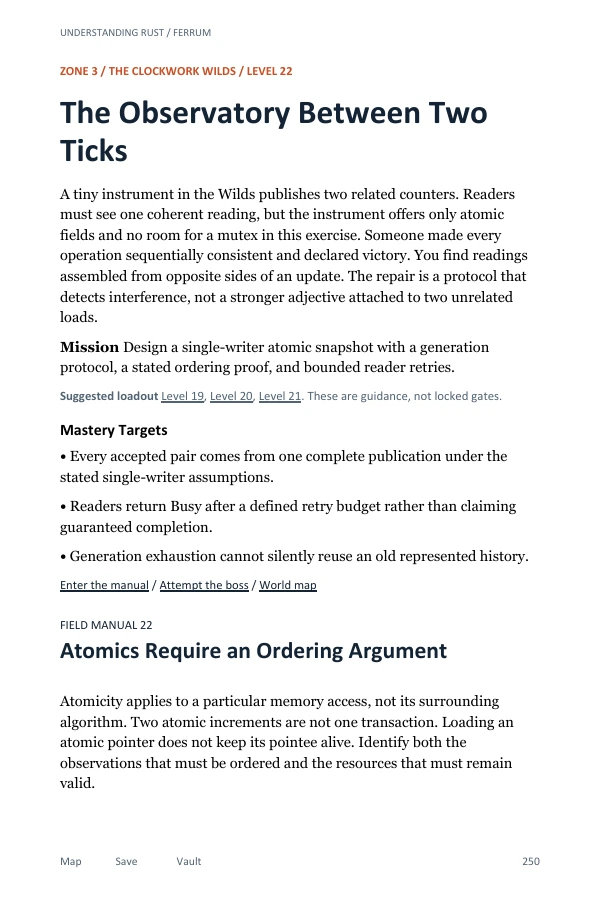 UNDERSTANDING RUST / FERRUM
ZONE 3 / THE CLOCKWORK WILDS / LEVEL 22
The Observatory Between Two
Ticks
A tiny instrument in the Wilds publishes two related counters. Readers
must see one coherent reading, but the instrument offers only atomic
fields and no room for a mutex in this exercise. Someone made every
operation sequentially consistent and declared victory. You find readings
assembled from opposite sides of an update. The repair is a protocol that
detects interference, not a stronger adjective attached to two unrelated
loads.
Mission Design a single-writer atomic snapshot with a generation
protocol, a stated ordering proof, and bounded reader retries.
Suggested loadout Level 19, Level 20, Level 21. These are guidance, not locked gates.
Mastery Targets
• Every accepted pair comes from one complete publication under the
stated single-writer assumptions.
• Readers return Busy after a defined retry budget rather than claiming
guaranteed completion.
• Generation exhaustion cannot silently reuse an old represented history.
Enter the manual / Attempt the boss / World map
FIELD MANUAL 22
Atomics Require an Ordering Argument
Atomicity applies to a particular memory access, not its surrounding
algorithm. Two atomic increments are not one transaction. Loading an
atomic pointer does not keep its pointee alive. Identify both the
observations that must be ordered and the resources that must remain
valid.
Map Save Vault 250